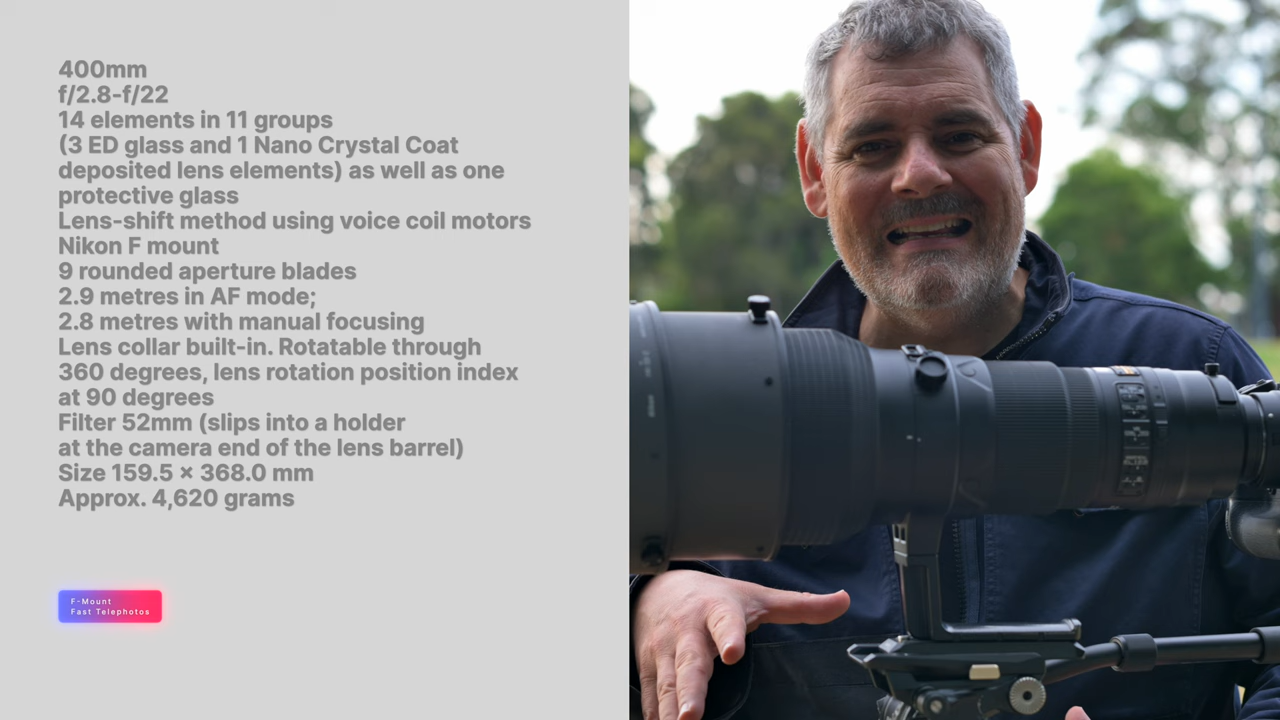 400mm
f/2.8-f/22
14 elements in 11 groups
(3 ED glass and 1 Nano Crystal Coat
deposited lens elements) as well as one
protective glass
Lens-shift method using voice coil motors
Nikon F mount
9 rounded aperture blades
2.9 metres in AF mode;
2.8 metres with manual focusing
Lens collar built-in. Rotatable through
360 degrees, lens rotation position index
at 90 degrees
Filter 52mm (slips into a holder
at the camera end of the lens barrel)
Size 159.5 × 368.0 mm
Approx. 4,620 grams
F-Mount
Fast Telephotos